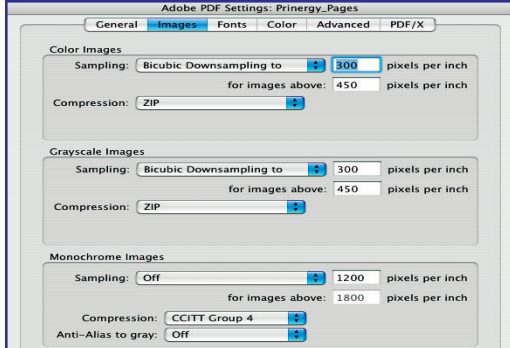 Adobe PDF Settings: Prinergy_Pages
General Images Fonts Color Advanced PDF/X
Color Images
Sampling: Bicubic Downsampling to 300 pixels per inch
for images above: 450 pixels per inch
Compression: ZIP
Grayscale Images
Sampling: Bicubic Downsampling to 300 pixels per inch
for images above: 450 pixels per inch
Compression: ZIP
Monochrome Images
Sampling: Off 1200 pixels per inch
for images above: 1800 pixels per inch
Compression: CCITT Group 4
Anti-Alias to gray: Off